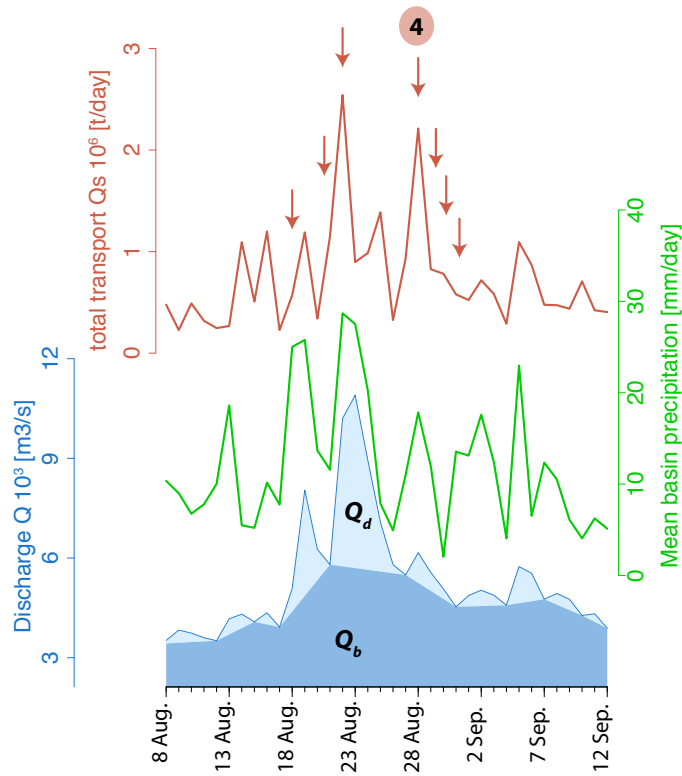 4
total transport Qs 10⁶ [t/day]
3
2
1
0
Mean basin precipitation [mm/day]
40
30
20
10
0
Discharge Q 10³ [m3/s]
12
9
6
3
Q_d
Q_b
8 Aug.
13 Aug.
18 Aug.
23 Aug.
28 Aug.
2 Sep.
7 Sep.
12 Sep.